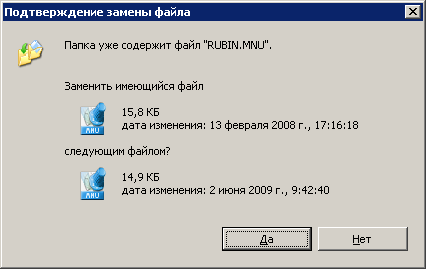 Подтверждение замены файла
Папка уже содержит файл "RUBIN.MNU".
Заменить имеющийся файл
MNU
15,8 КБ
дата изменения: 13 февраля 2008 г., 17:16:18
следующим файлом?
MNU
14,9 КБ
дата изменения: 2 июня 2009 г., 9:42:40
Да
Нет